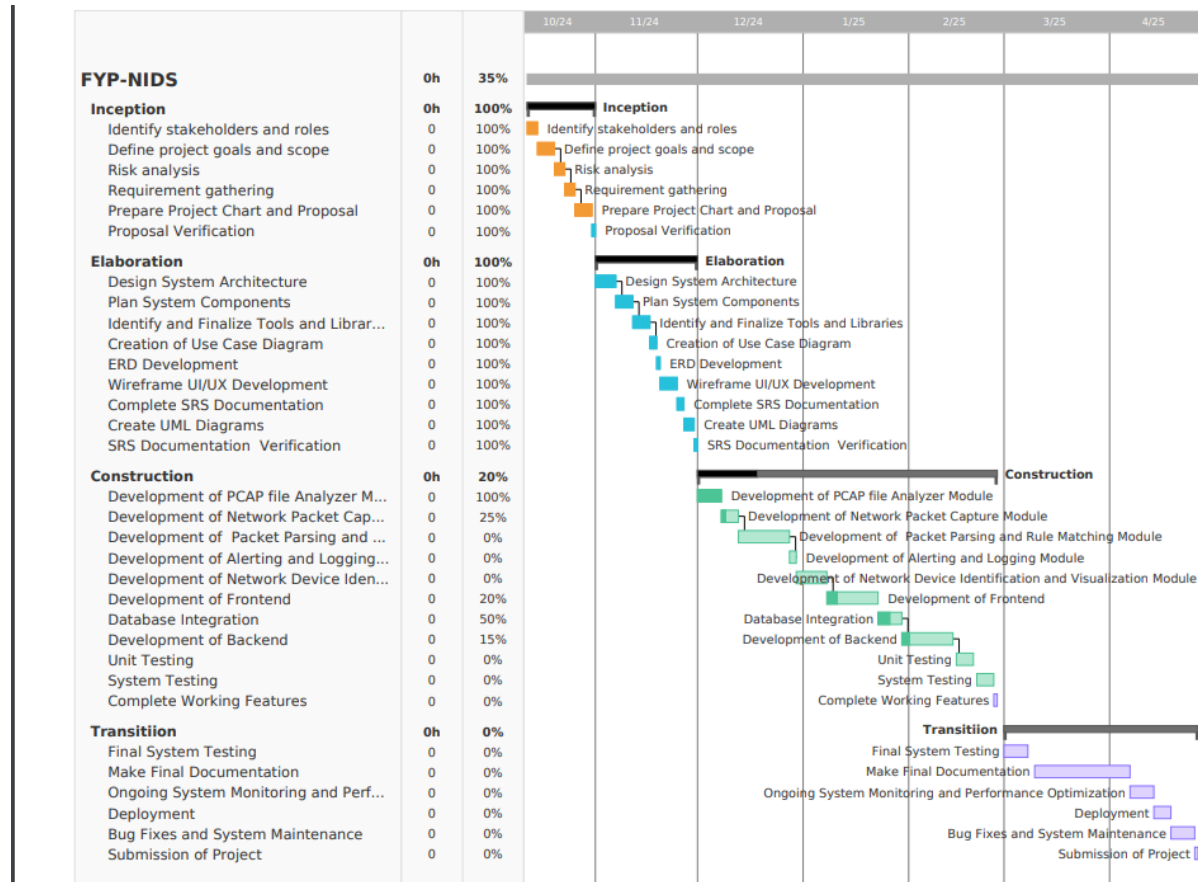 10/24 11/24 12/24 1/25 2/25 3/25 4/25
FYP-NIDS 0h 35%
Inception 0h 100% Inception
Identify stakeholders and roles 0 100% Identify stakeholders and roles
Define project goals and scope 0 100% Define project goals and scope
Risk analysis 0 100% Risk analysis
Requirement gathering 0 100% Requirement gathering
Prepare Project Chart and Proposal 0 100% Prepare Project Chart and Proposal
Proposal Verification 0 100% Proposal Verification
Elaboration 0h 100% Elaboration
Design System Architecture 0 100% Design System Architecture
Plan System Components 0 100% Plan System Components
Identify and Finalize Tools and Librar... 0 100% Identify and Finalize Tools and Libraries
Creation of Use Case Diagram 0 100% Creation of Use Case Diagram
ERD Development 0 100% ERD Development
Wireframe UI/UX Development 0 100% Wireframe UI/UX Development
Complete SRS Documentation 0 100% Complete SRS Documentation
Create UML Diagrams 0 100% Create UML Diagrams
SRS Documentation Verification 0 100% SRS Documentation Verification
Construction 0h 20% Construction
Development of PCAP file Analyzer M... 0 100% Development of PCAP file Analyzer Module
Development of Network Packet Cap... 0 25% Development of Network Packet Capture Module
Development of Packet Parsing and ... 0 0% Development of Packet Parsing and Rule Matching Module
Development of Alerting and Logging... 0 0% Development of Alerting and Logging Module
Development of Network Device Iden... 0 0% Development of Network Device Identification and Visualization Module
Development of Frontend 0 20% Development of Frontend
Database Integration 0 50% Database Integration
Development of Backend 0 15% Development of Backend
Unit Testing 0 0% Unit Testing
System Testing 0 0% System Testing
Complete Working Features 0 0% Complete Working Features
Transitiion 0h 0% Transitiion
Final System Testing 0 0% Final System Testing
Make Final Documentation 0 0% Make Final Documentation
Ongoing System Monitoring and Perf... 0 0% Ongoing System Monitoring and Performance Optimization
Deployment 0 0% Deployment
Bug Fixes and System Maintenance 0 0% Bug Fixes and System Maintenance
Submission of Project 0 0% Submission of Project